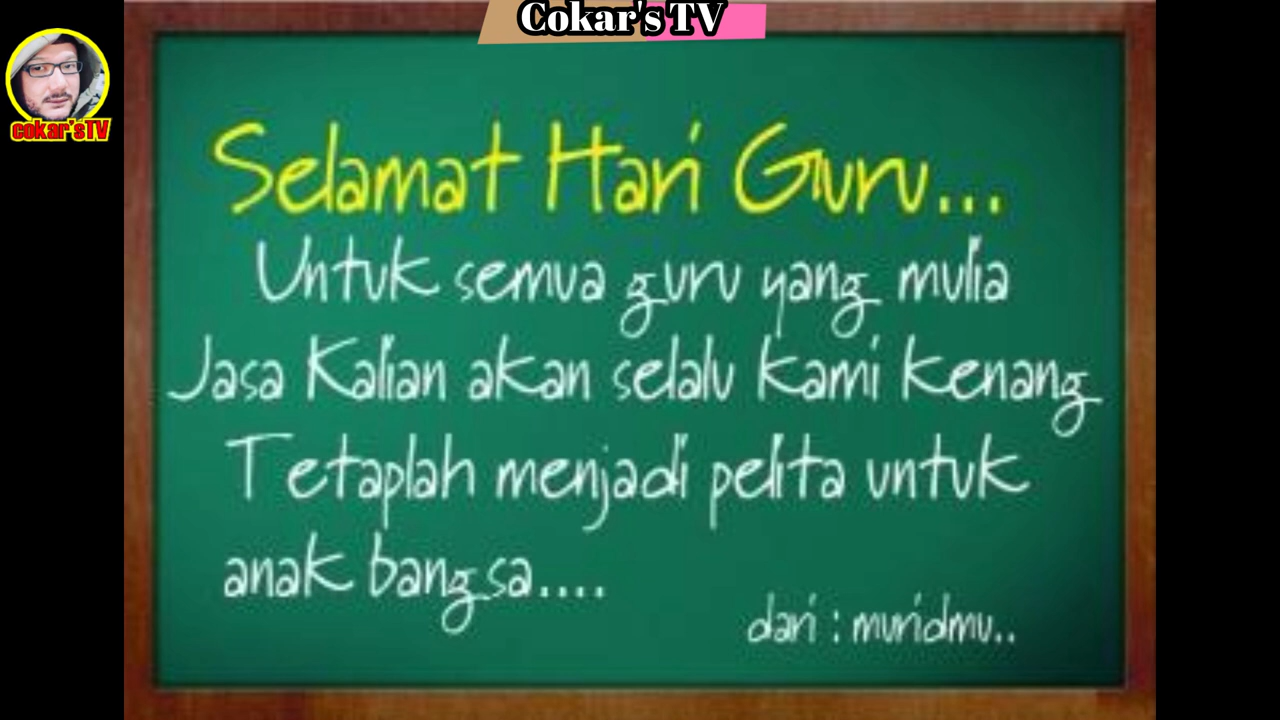 Cokar's TV
cokar'sTV
Selamat Hari Guru...
Untuk semua guru yang mulia
Jasa Kalian akan selalu kami kenang
Tetaplah menjadi pelita untuk
anak bangsa....
dari : muridmu..